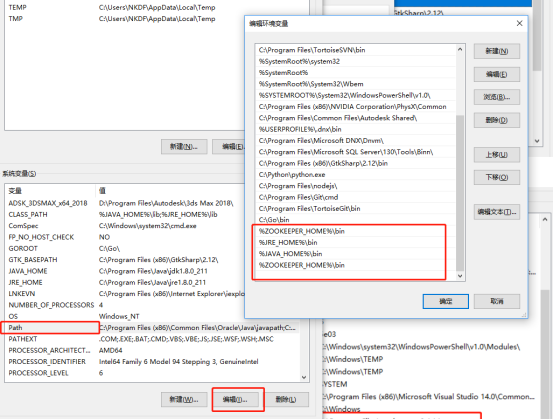 TEMP C:\Users\NKDF\AppData\Local\Temp
TMP C:\Users\NKDF\AppData\Local\Temp
新建(N)...
编辑(E)
系统变量(S)
变量 值
ADSK_3DSMAX_x64_2018 D:\Program Files\Autodesk\3ds Max 2018\
CLASS_PATH %JAVA_HOME%\lib;%JRE_HOME%\lib
ComSpec C:\Windows\system32\cmd.exe
FP_NO_HOST_CHECK NO
GOROOT C:\Go\
GTK_BASEPATH C:\Program Files (x86)\GtkSharp\2.12\
JAVA_HOME C:\Program Files\Java\jdk1.8.0_211
JRE_HOME C:\Program Files\Java\jre1.8.0_211
LNKEVN C:\Program Files (x86)\Internet Explorer\iexplo
NUMBER_OF_PROCESSORS 4
OS Windows_NT
Path C:\Program Files (x86)\Common Files\Oracle\Java\javapath;C:...
PATHEXT .COM;.EXE;.BAT;.CMD;.VBS;.VBE;.JS;.JSE;.WSF;.WSH;.MSC
PROCESSOR_ARCHITECT... AMD64
PROCESSOR_IDENTIFIER Intel64 Family 6 Model 94 Stepping 3, GenuineIntel
PROCESSOR_LEVEL 6
新建(W)...
编辑(I)...
删除(L)
编辑环境变量
C:\Program Files\TortoiseSVN\bin
%SystemRoot%\system32
%SystemRoot%
%SystemRoot%\System32\Wbem
%SYSTEMROOT%\System32\WindowsPowerShell\v1.0\
C:\Program Files (x86)\NVIDIA Corporation\PhysX\Common
C:\Program Files\Common Files\Autodesk Shared\
%USERPROFILE%\.dnx\bin
C:\Program Files\Microsoft DNX\Dnvm\
C:\Program Files\Microsoft SQL Server\130\Tools\Binn\
C:\Program Files (x86)\GtkSharp\2.12\bin
C:\Python\python.exe
C:\Program Files\nodejs\
C:\Program Files\Git\cmd
C:\Program Files\TortoiseGit\bin
C:\Go\bin
%ZOOKEEPER_HOME%\bin
%JRE_HOME%\bin
%JAVA_HOME%\bin
%ZOOKEEPER_HOME%\bin
新建(N)
编辑(E)
浏览(B)...
删除(D)
上移(U)
下移(O)
编辑文本(T)...
确定
取消
GtkSharp\2.12\
e03
C:\Windows\system32\WindowsPowerShell\v1.0\Modules\
C:\Windows\TEMP
C:\Windows\TEMP
SYSTEM
C:\Program Files (x86)\Microsoft Visual Studio 14.0\Common...
C:\Windows